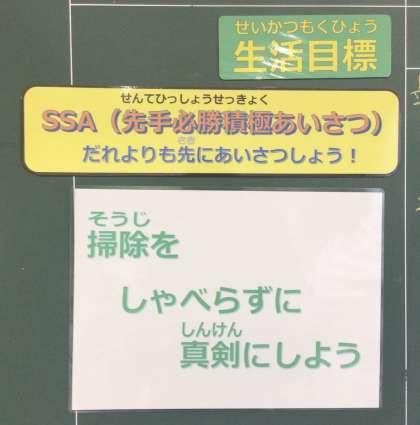 せいかつもくひょう
生活目標
せんてひっしょうせっきょく
SSA（先手必勝積極あいさつ）
さき
だれよりも先にあいさつしょう！
そうじ
掃除を
しゃべらずに
しんけん
真剣にしよう